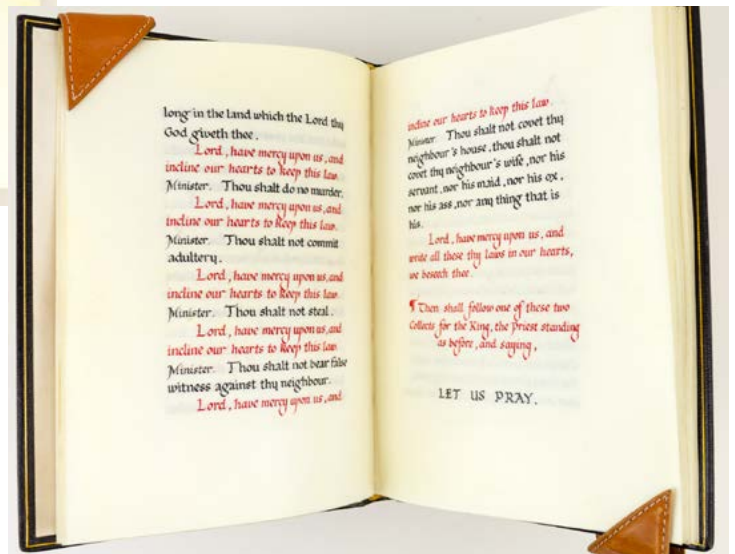 long in the land which the Lord thy
God giveth thee.
Lord, have mercy upon us, and
incline our hearts to keep this law.
Minister. Thou shalt do no murder.
Lord, have mercy upon us, and
incline our hearts to keep this law.
Minister. Thou shalt not commit
adultery.
Lord, have mercy upon us, and
incline our hearts to keep this law.
Minister. Thou shalt not steal.
Lord, have mercy upon us, and
incline our hearts to keep this law.
Minister. Thou shalt not bear false
witness against thy neighbour.
Lord, have mercy upon us, and
incline our hearts to keep this law.
Minister. Thou shalt not covet thy
neighbour's house, thou shalt not
covet thy neighbour's wife, nor his
servant, nor his maid, nor his ox,
nor his ass, nor any thing that is
his.
Lord, have mercy upon us, and
write all these thy laws in our hearts,
we beseech thee.
¶ Then shall follow one of these two
Collects for the King, the Priest standing
as before, and saying,
LET US PRAY.